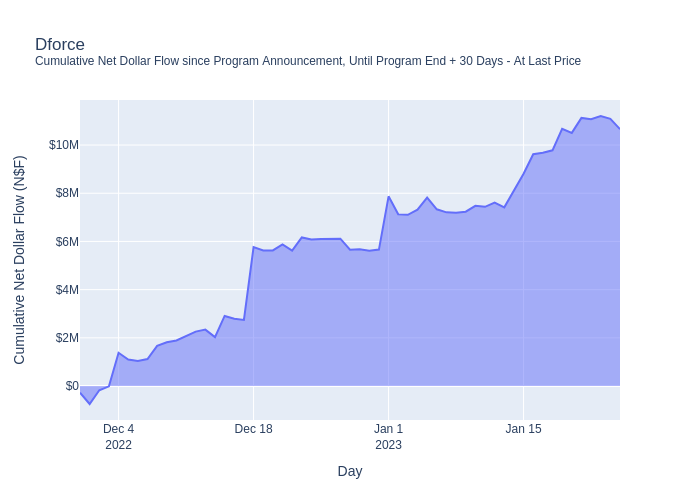 Dforce
Cumulative Net Dollar Flow since Program Announcement, Until Program End + 30 Days - At Last Price
Cumulative Net Dollar Flow (N$F)
$10M
$8M
$6M
$4M
$2M
$0
Dec 4
2022
Dec 18
Jan 1
2023
Jan 15
Day